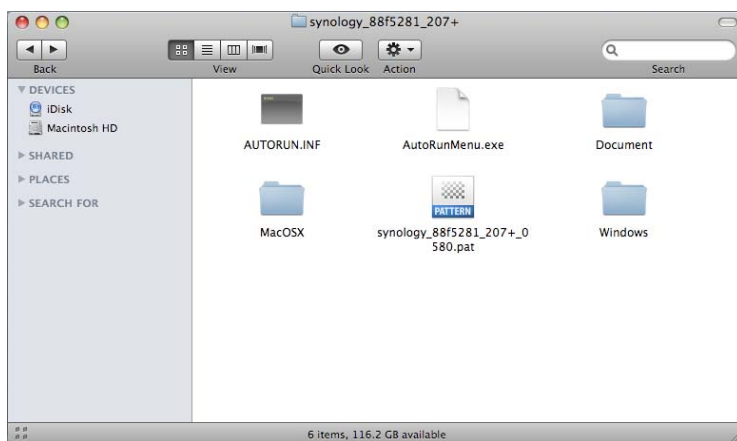 synology_88f5281_207+
Back
View
Quick Look
Action
Search
DEVICES
iDisk
Macintosh HD
SHARED
PLACES
SEARCH FOR
AUTORUN.INF
AutoRunMenu.exe
Document
MacOSX
PATTERN
synology_88f5281_207+_0
580.pat
Windows
6 items, 116.2 GB available